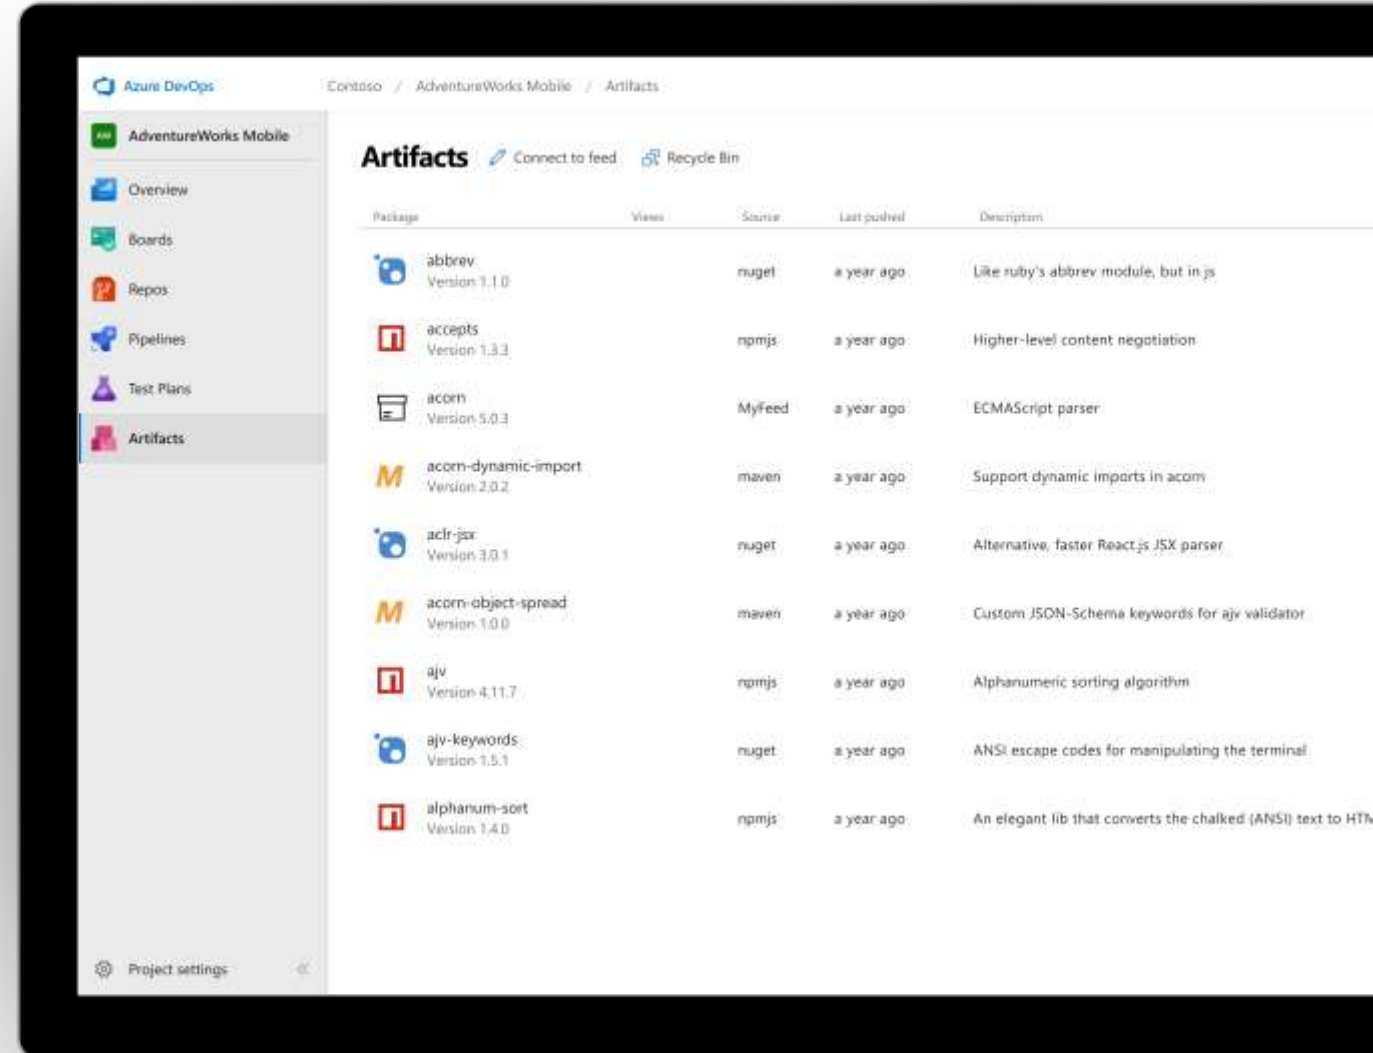 Azure DevOps
Contoso / AdventureWorks Mobile / Artifacts
AdventureWorks Mobile
Overview
Boards
Repos
Pipelines
Test Plans
Artifacts
Project settings
Artifacts Connect to feed Recycle Bin
Package Views Source Last pushed Description
abbrev
Version 1.1.0
nuget a year ago Like ruby's abbrev module, but in js
accepts
Version 1.3.3
npmjs a year ago Higher-level content negotiation
acorn
Version 5.0.3
MyFeed a year ago ECMAScript parser
acorn-dynamic-import
Version 2.0.2
maven a year ago Support dynamic imports in acorn
aclr-jsx
Version 3.0.1
nuget a year ago Alternative, faster React.js JSX parser
acorn-object-spread
Version 1.0.0
maven a year ago Custom JSON-Schema keywords for ajv validator
ajv
Version 4.11.7
npmjs a year ago Alphanumeric sorting algorithm
ajv-keywords
Version 1.5.1
nuget a year ago ANSI escape codes for manipulating the terminal
alphanum-sort
Version 1.4.0
npmjs a year ago An elegant lib that converts the chalked (ANSI) text to